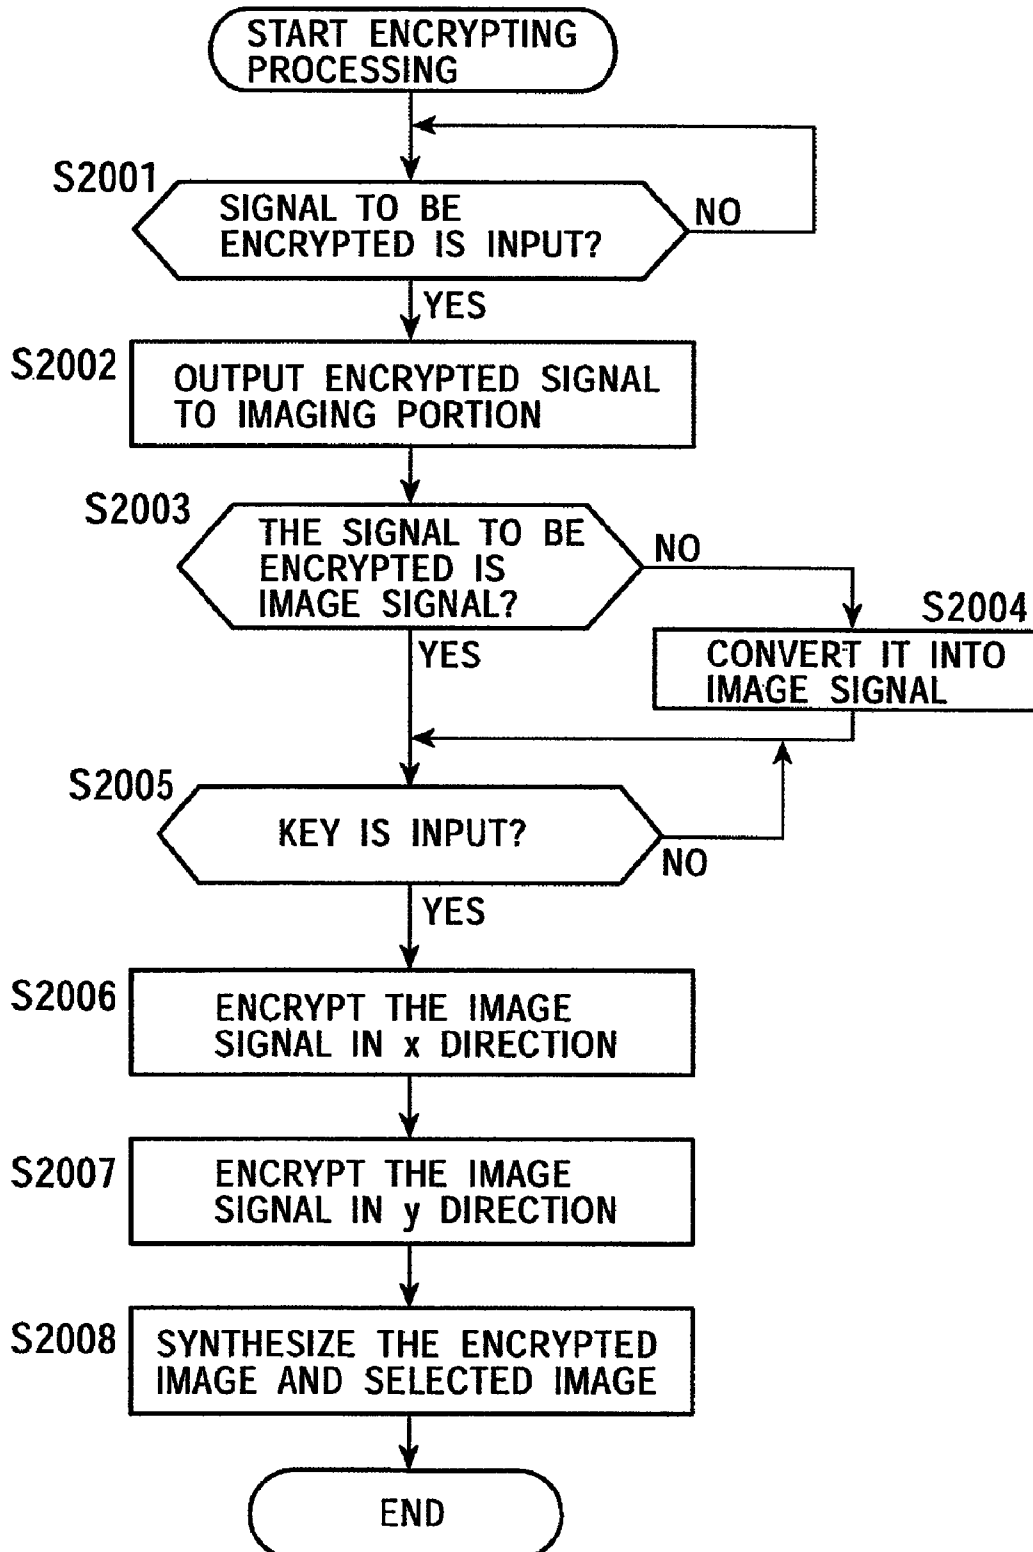 START ENCRYPTING
PROCESSING
S2001
SIGNAL TO BE
ENCRYPTED IS INPUT?
NO
YES
S2002
OUTPUT ENCRYPTED SIGNAL
TO IMAGING PORTION
S2003
THE SIGNAL TO BE
ENCRYPTED IS
IMAGE SIGNAL?
NO
YES
S2004
CONVERT IT INTO
IMAGE SIGNAL
S2005
KEY IS INPUT?
NO
YES
S2006
ENCRYPT THE IMAGE
SIGNAL IN x DIRECTION
S2007
ENCRYPT THE IMAGE
SIGNAL IN y DIRECTION
S2008
SYNTHESIZE THE ENCRYPTED
IMAGE AND SELECTED IMAGE
END